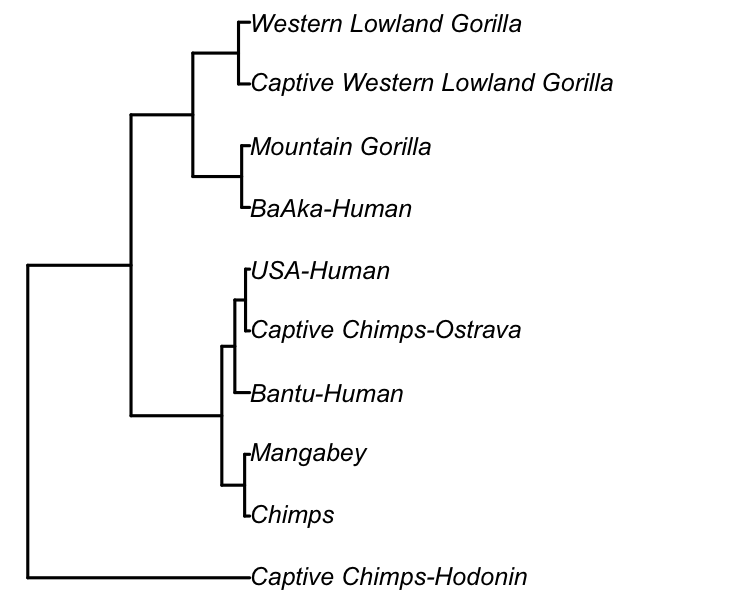 Western Lowland Gorilla
Captive Western Lowland Gorilla
Mountain Gorilla
BaAka-Human
USA-Human
Captive Chimps-Ostrava
Bantu-Human
Mangabey
Chimps
Captive Chimps-Hodonin